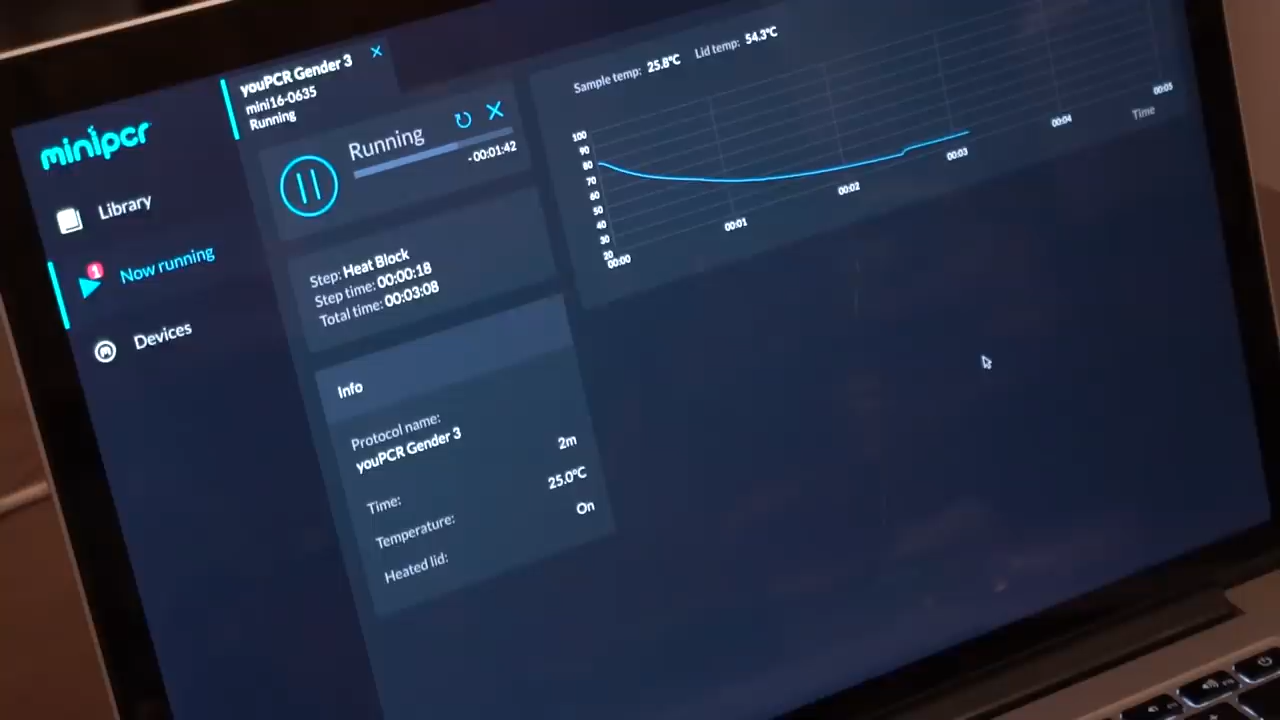 minipcr
Library
1
Now running
Devices
youPCR Gender 3
mini16-0635
Running
Running
-00:01:42
Step: Heat Block
Step time: 00:00:18
Total time: 00:03:08
Info
Protocol name:
youPCR Gender 3
Time: 2m
Temperature: 25.0°C
Heated lid: On
Sample temp: 25.8°C Lid temp: 54.3°C
100
90
80
70
60
50
40
30
20
00:00
00:01
00:02
00:03
00:04
00:05
Time